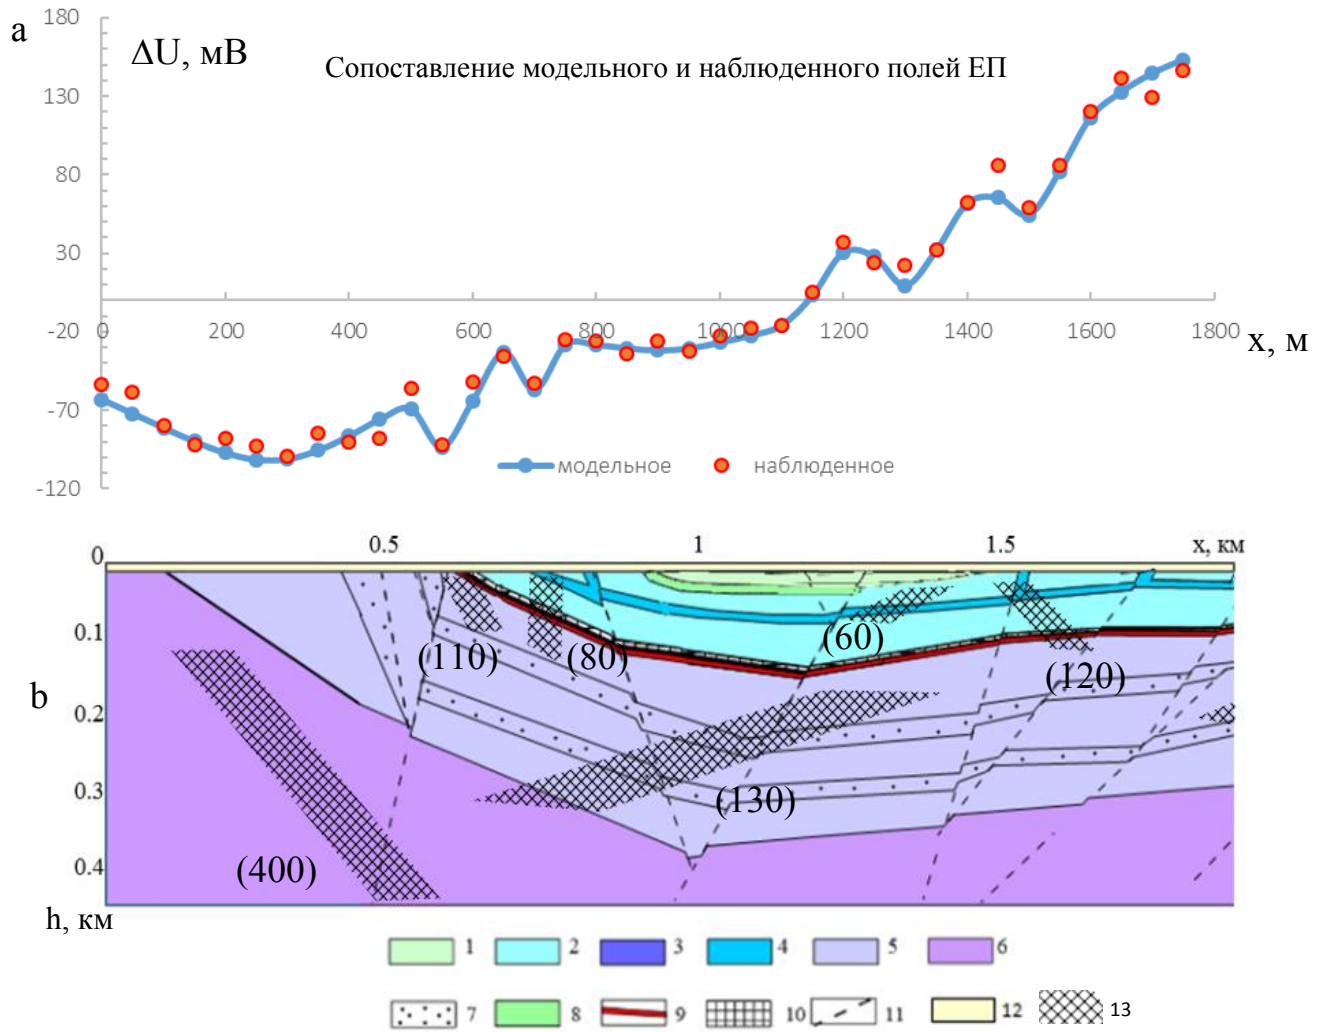 a
ΔU, мВ
Сопоставление модельного и наблюденного полей ЕП
180
130
80
30
-20
-70
-120
0 200 400 600 800 1000 1200 1400 1600 1800
x, м
модельное наблюденное
b
0 0.5 1 1.5 x, км
0.1
0.2
0.3
0.4
h, км
(110) (80) (60) (120)
(130)
(400)
1 2 3 4 5 6
7 8 9 10 11 12 13